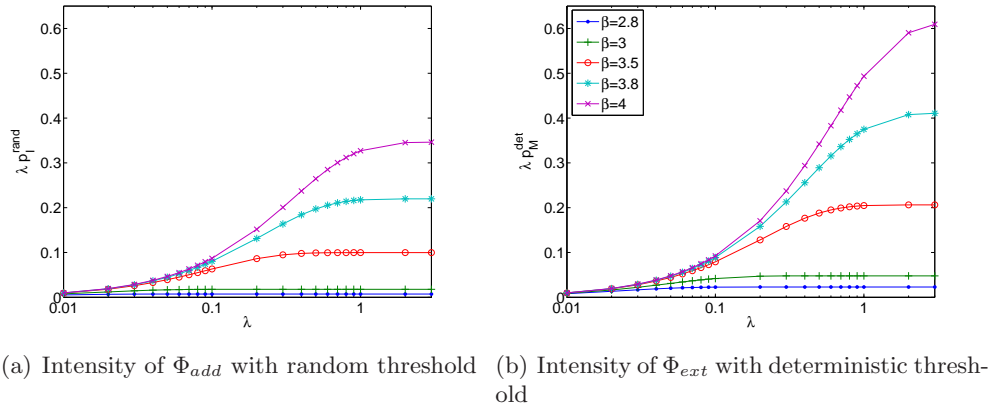 0.6
0.5
0.4
0.3
0.2
0.1
0
0.01
0.1
1
λ
λ p_I^rand
0.6
0.5
0.4
0.3
0.2
0.1
0
0.01
0.1
1
λ
λ p_M^det
β=2.8
β=3
β=3.5
β=3.8
β=4
(a) Intensity of Φ_add with random threshold
(b) Intensity of Φ_ext with deterministic thresh-
old